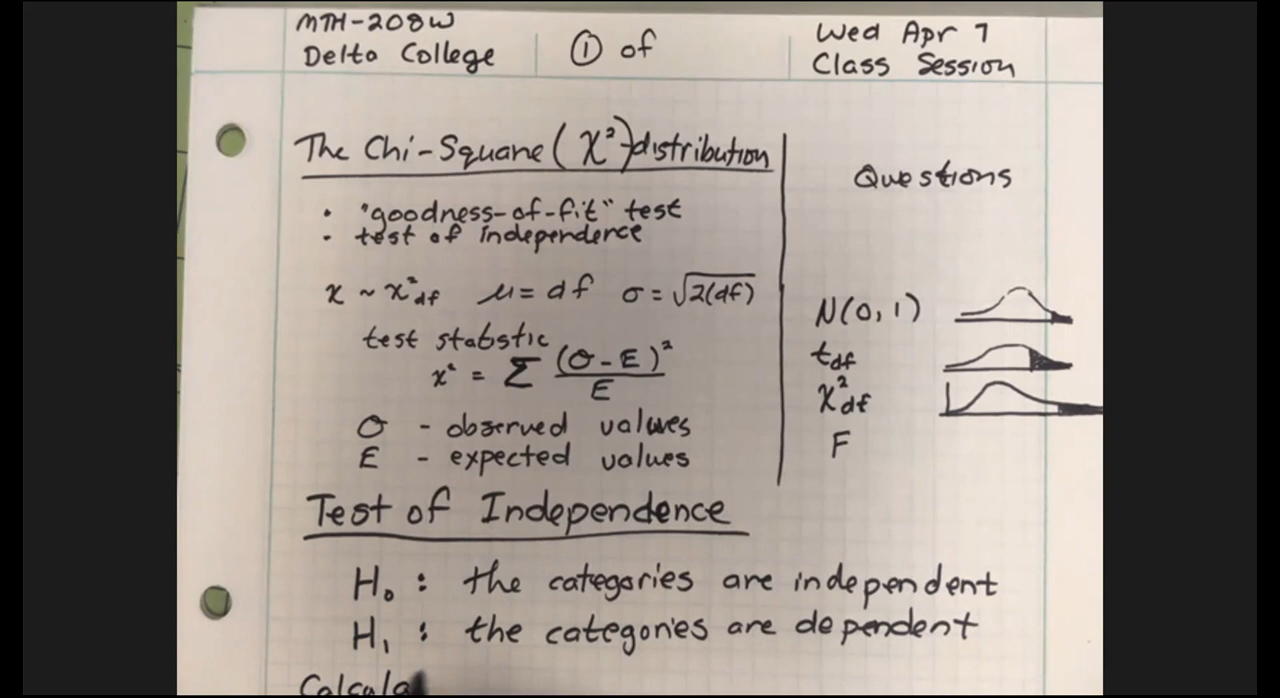 MTH-208W
Delta College
① of
Wed Apr 7
Class Session
The Chi-Square (χ²) distribution
• "goodness-of-fit" test
• test of independence
x ~ χ²df μ = df σ = √2(df)
test statistic
χ² = Σ (O - E)² / E
O - observed values
E - expected values
Questions
N(0, 1)
tdf
χ²df
F
Test of Independence
H₀ : the categories are independent
H₁ : the categories are dependent
Calcula